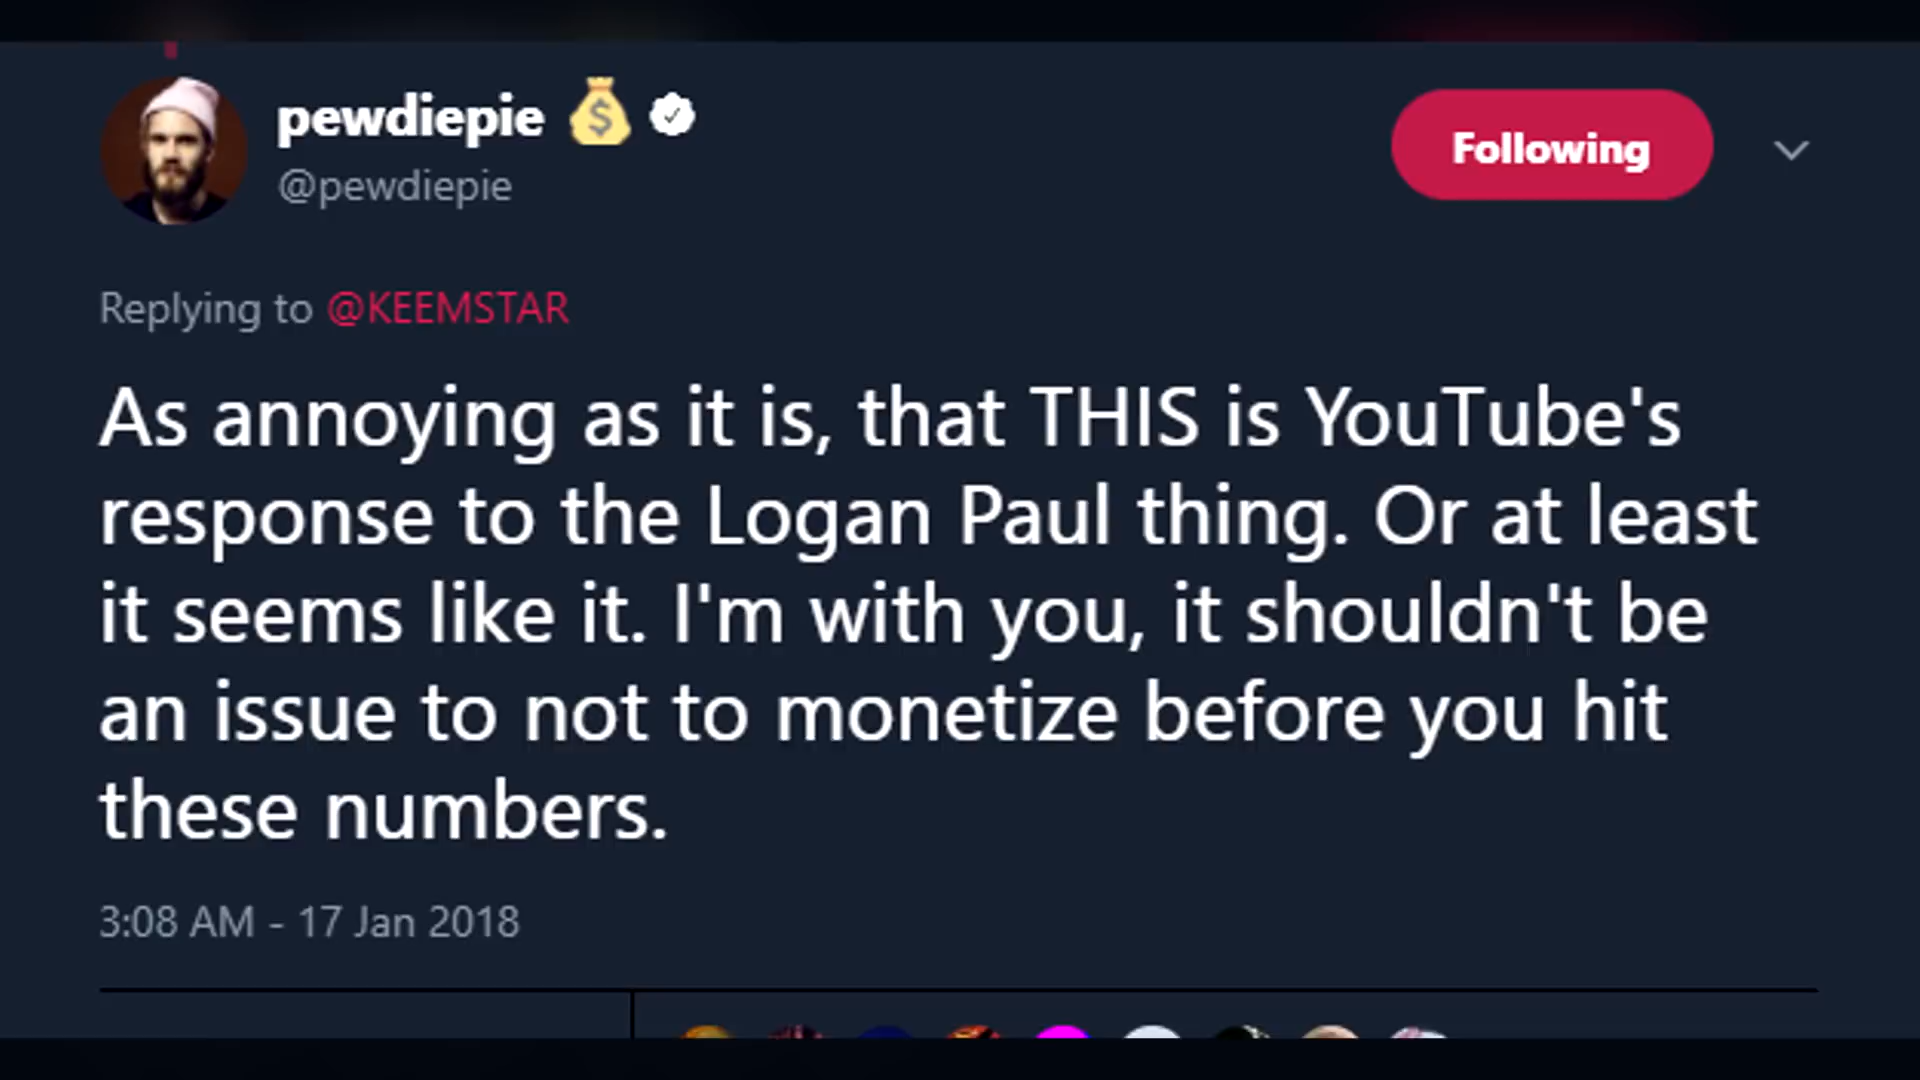 pewdiepie
@pewdiepie
Following
Replying to @KEEMSTAR
As annoying as it is, that THIS is YouTube's
response to the Logan Paul thing. Or at least
it seems like it. I'm with you, it shouldn't be
an issue to not to monetize before you hit
these numbers.
3:08 AM - 17 Jan 2018